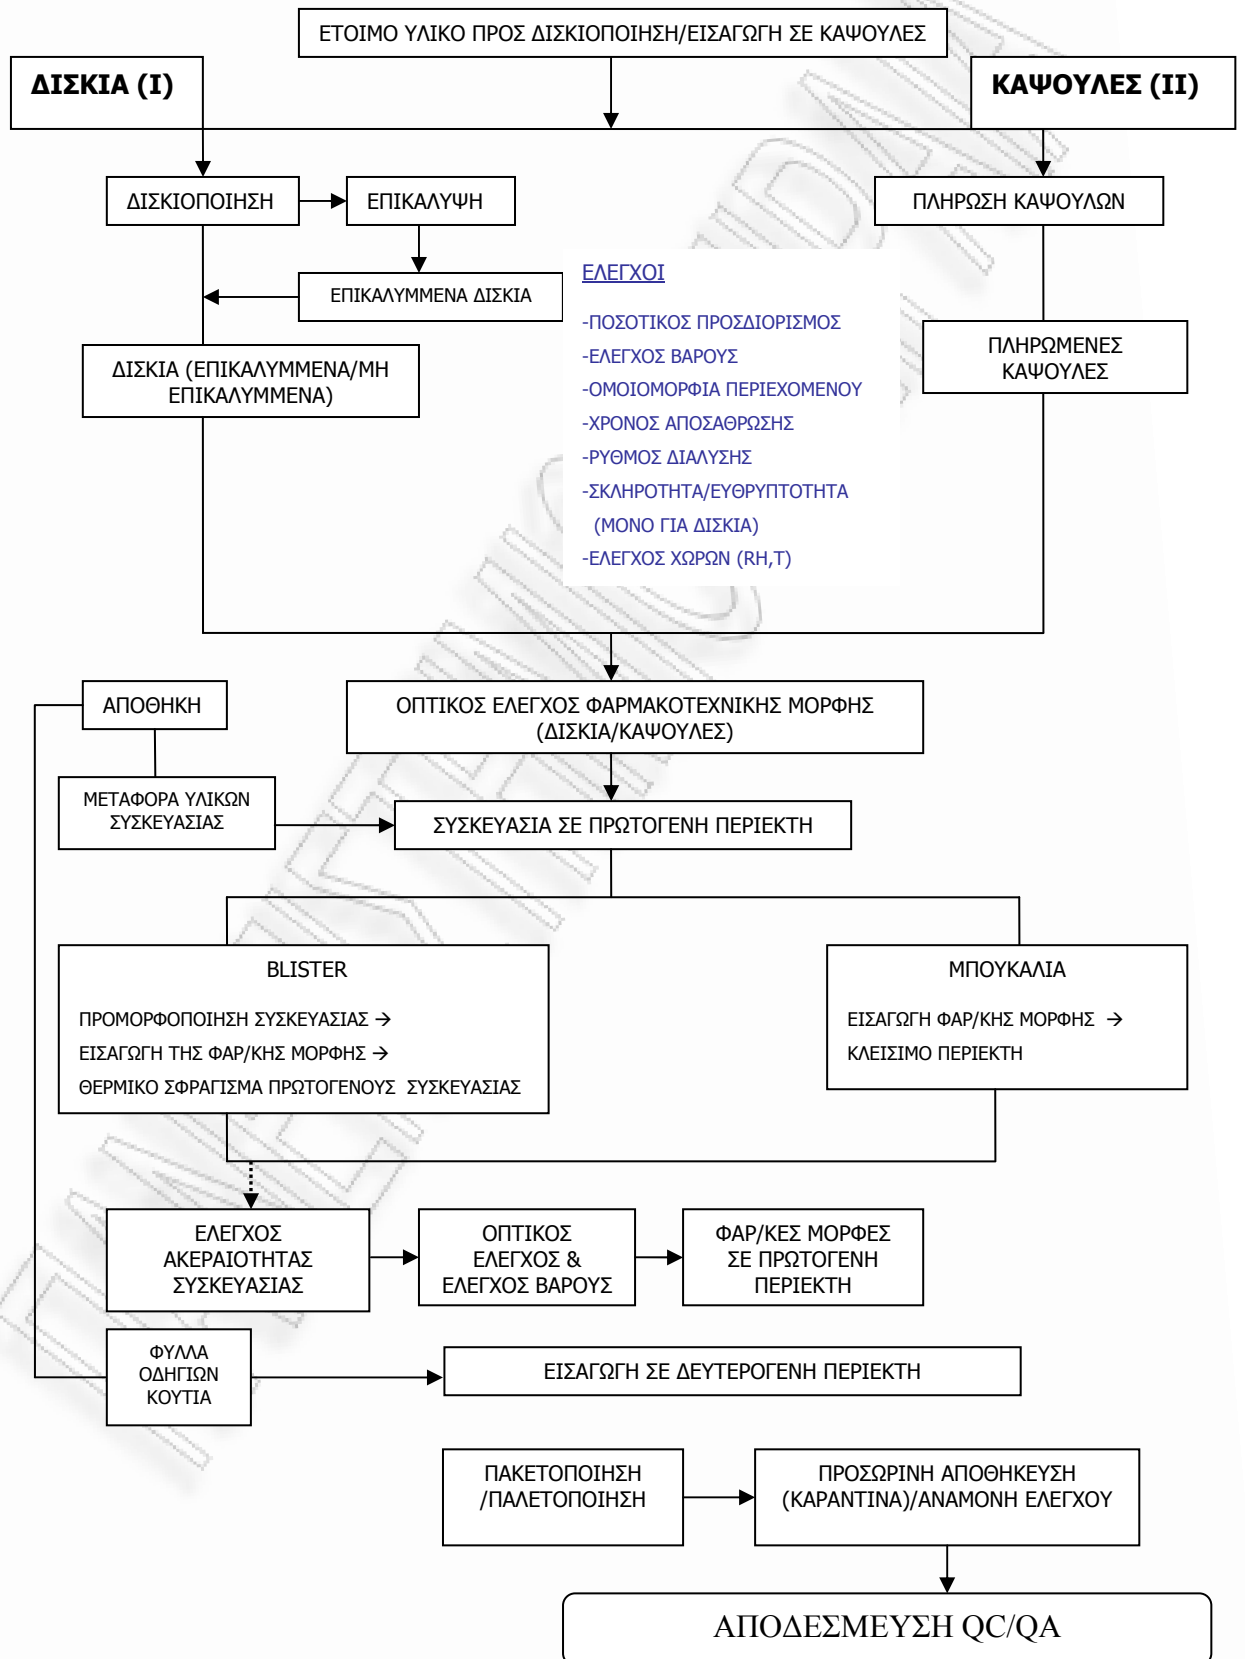 ΕΤΟΙΜΟ ΥΛΙΚΟ ΠΡΟΣ ΔΙΣΚΙΟΠΟΙΗΣΗ/ΕΙΣΑΓΩΓΗ ΣΕ ΚΑΨΟΥΛΕΣ
ΔΙΣΚΙΑ (Ι)
ΚΑΨΟΥΛΕΣ (ΙΙ)
ΔΙΣΚΙΟΠΟΙΗΣΗ
ΕΠΙΚΑΛΥΨΗ
ΠΛΗΡΩΣΗ ΚΑΨΟΥΛΩΝ
ΕΠΙΚΑΛΥΜΜΕΝΑ ΔΙΣΚΙΑ
ΔΙΣΚΙΑ (ΕΠΙΚΑΛΥΜΜΕΝΑ/ΜΗ
ΕΠΙΚΑΛΥΜΜΕΝΑ)
ΕΛΕΓΧΟΙ
-ΠΟΣΟΤΙΚΟΣ ΠΡΟΣΔΙΟΡΙΣΜΟΣ
-ΕΛΕΓΧΟΣ ΒΑΡΟΥΣ
-ΟΜΟΙΟΜΟΡΦΙΑ ΠΕΡΙΕΧΟΜΕΝΟΥ
-ΧΡΟΝΟΣ ΑΠΟΣΑΘΡΩΣΗΣ
-ΡΥΘΜΟΣ ΔΙΑΛΥΣΗΣ
-ΣΚΛΗΡΟΤΗΤΑ/ΕΥΘΡΥΠΤΟΤΗΤΑ
(ΜΟΝΟ ΓΙΑ ΔΙΣΚΙΑ)
-ΕΛΕΓΧΟΣ ΧΩΡΩΝ (RH,T)
ΠΛΗΡΩΜΕΝΕΣ
ΚΑΨΟΥΛΕΣ
ΑΠΟΘΗΚΗ
ΟΠΤΙΚΟΣ ΕΛΕΓΧΟΣ ΦΑΡΜΑΚΟΤΕΧΝΙΚΗΣ ΜΟΡΦΗΣ
(ΔΙΣΚΙΑ/ΚΑΨΟΥΛΕΣ)
ΜΕΤΑΦΟΡΑ ΥΛΙΚΩΝ
ΣΥΣΚΕΥΑΣΙΑΣ
ΣΥΣΚΕΥΑΣΙΑ ΣΕ ΠΡΩΤΟΓΕΝΗ ΠΕΡΙΕΚΤΗ
BLISTER
ΠΡΟΜΟΡΦΟΠΟΙΗΣΗ ΣΥΣΚΕΥΑΣΙΑΣ →
ΕΙΣΑΓΩΓΗ ΤΗΣ ΦΑΡ/ΚΗΣ ΜΟΡΦΗΣ →
ΘΕΡΜΙΚΟ ΣΦΡΑΓΙΣΜΑ ΠΡΩΤΟΓΕΝΟΥΣ ΣΥΣΚΕΥΑΣΙΑΣ
ΜΠΟΥΚΑΛΙΑ
ΕΙΣΑΓΩΓΗ ΦΑΡ/ΚΗΣ ΜΟΡΦΗΣ →
ΚΛΕΙΣΙΜΟ ΠΕΡΙΕΚΤΗ
ΕΛΕΓΧΟΣ
ΑΚΕΡΑΙΟΤΗΤΑΣ
ΣΥΣΚΕΥΑΣΙΑΣ
ΟΠΤΙΚΟΣ
ΕΛΕΓΧΟΣ &
ΕΛΕΓΧΟΣ ΒΑΡΟΥΣ
ΦΑΡ/ΚΕΣ ΜΟΡΦΕΣ
ΣΕ ΠΡΩΤΟΓΕΝΗ
ΠΕΡΙΕΚΤΗ
ΦΥΛΛΑ
ΟΔΗΓΙΩΝ
ΚΟΥΤΙΑ
ΕΙΣΑΓΩΓΗ ΣΕ ΔΕΥΤΕΡΟΓΕΝΗ ΠΕΡΙΕΚΤΗ
ΠΑΚΕΤΟΠΟΙΗΣΗ
/ΠΑΛΕΤΟΠΟΙΗΣΗ
ΠΡΟΣΩΡΙΝΗ ΑΠΟΘΗΚΕΥΣΗ
(ΚΑΡΑΝΤΙΝΑ)/ΑΝΑΜΟΝΗ ΕΛΕΓΧΟΥ
ΑΠΟΔΕΣΜΕΥΣΗ QC/QA